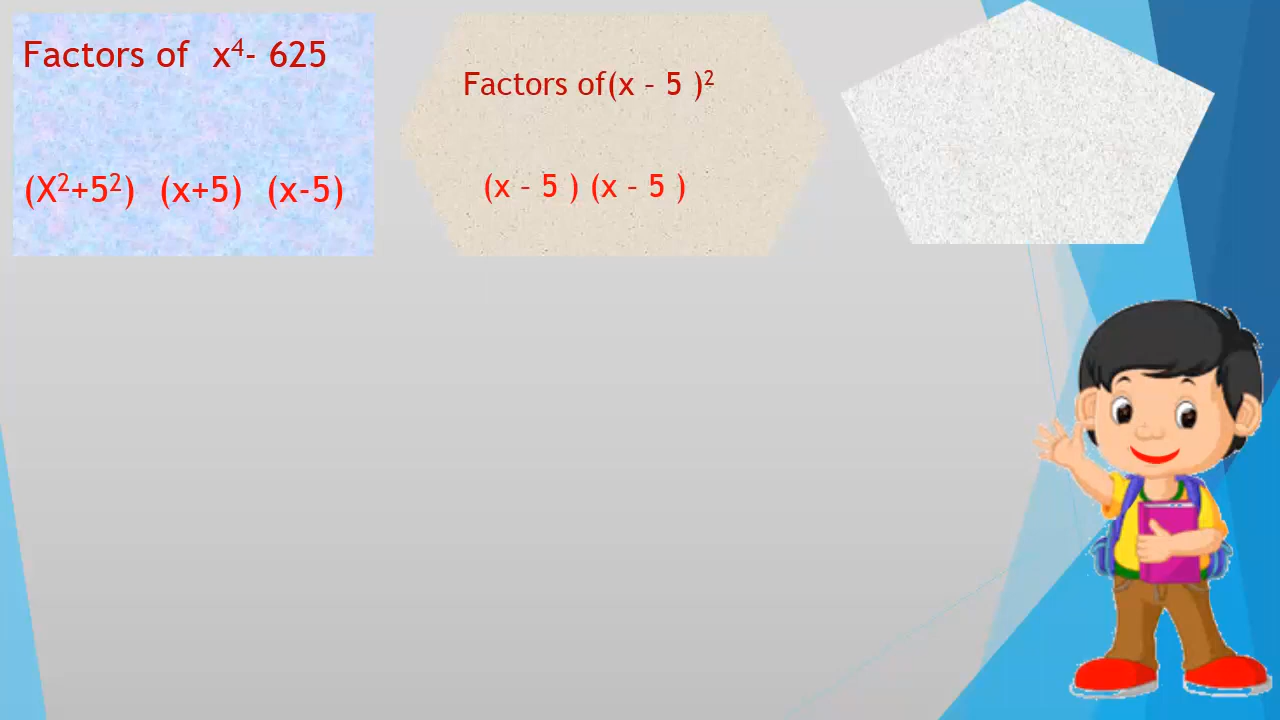 Factors of x⁴- 625
(X²+5²) (x+5) (x-5)
Factors of(x – 5 )²
(x – 5 ) (x – 5 )